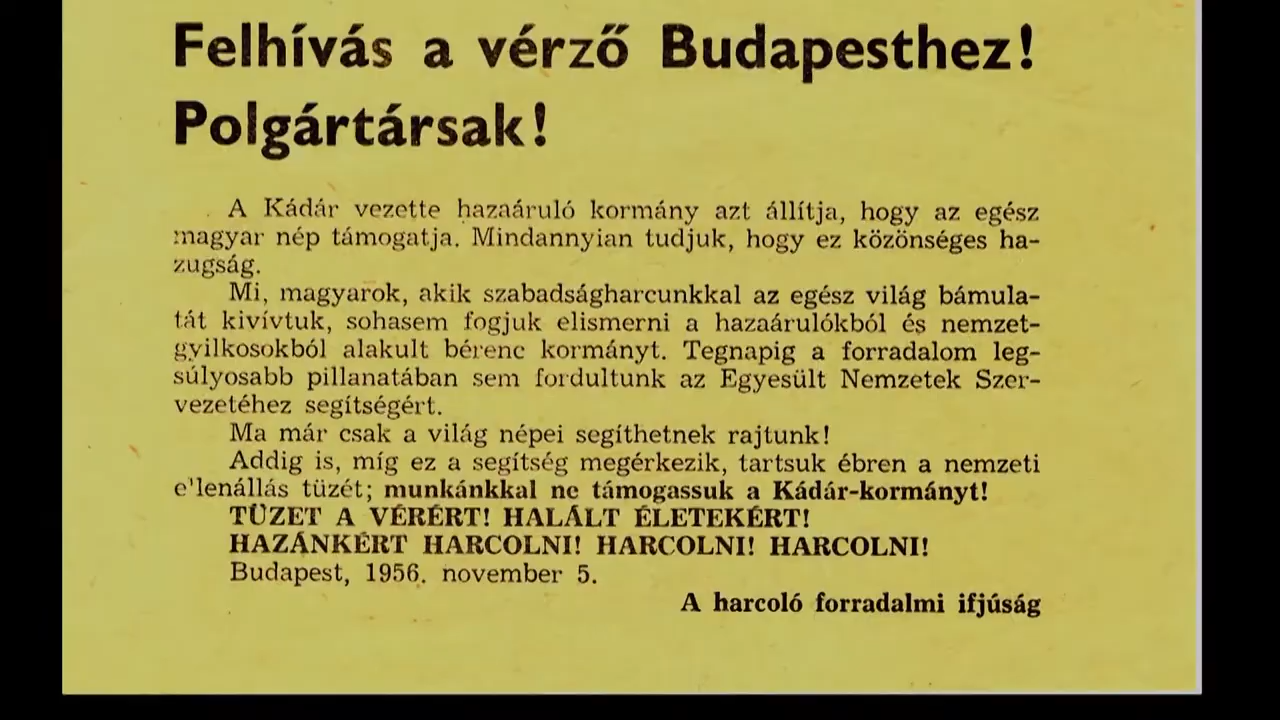 Felhívás a vérző Budapesthez!
Polgártársak!
A Kádár vezette hazaáruló kormány azt állítja, hogy az egész
magyar nép támogatja. Mindannyian tudjuk, hogy ez közönséges ha-
zugság.
Mi, magyarok, akik szabadságharcunkkal az egész világ bámula-
tát kivívtuk, sohasem fogjuk elismerni a hazaárulókból és nemzet-
gyilkosokból alakult bérenc kormányt. Tegnapig a forradalom leg-
súlyosabb pillanatában sem fordultunk az Egyesült Nemzetek Szer-
vezetéhez segítségért.
Ma már csak a világ népei segíthetnek rajtunk!
Addig is, míg ez a segítség megérkezik, tartsuk ébren a nemzeti
e'lenállás tüzét; munkánkkal ne támogassuk a Kádár-kormányt!
TÜZET A VÉRÉRT! HALÁLT ÉLETEKÉRT!
HAZÁNKÉRT HARCOLNI! HARCOLNI! HARCOLNI!
Budapest, 1956. november 5.
A harcoló forradalmi ifjúság